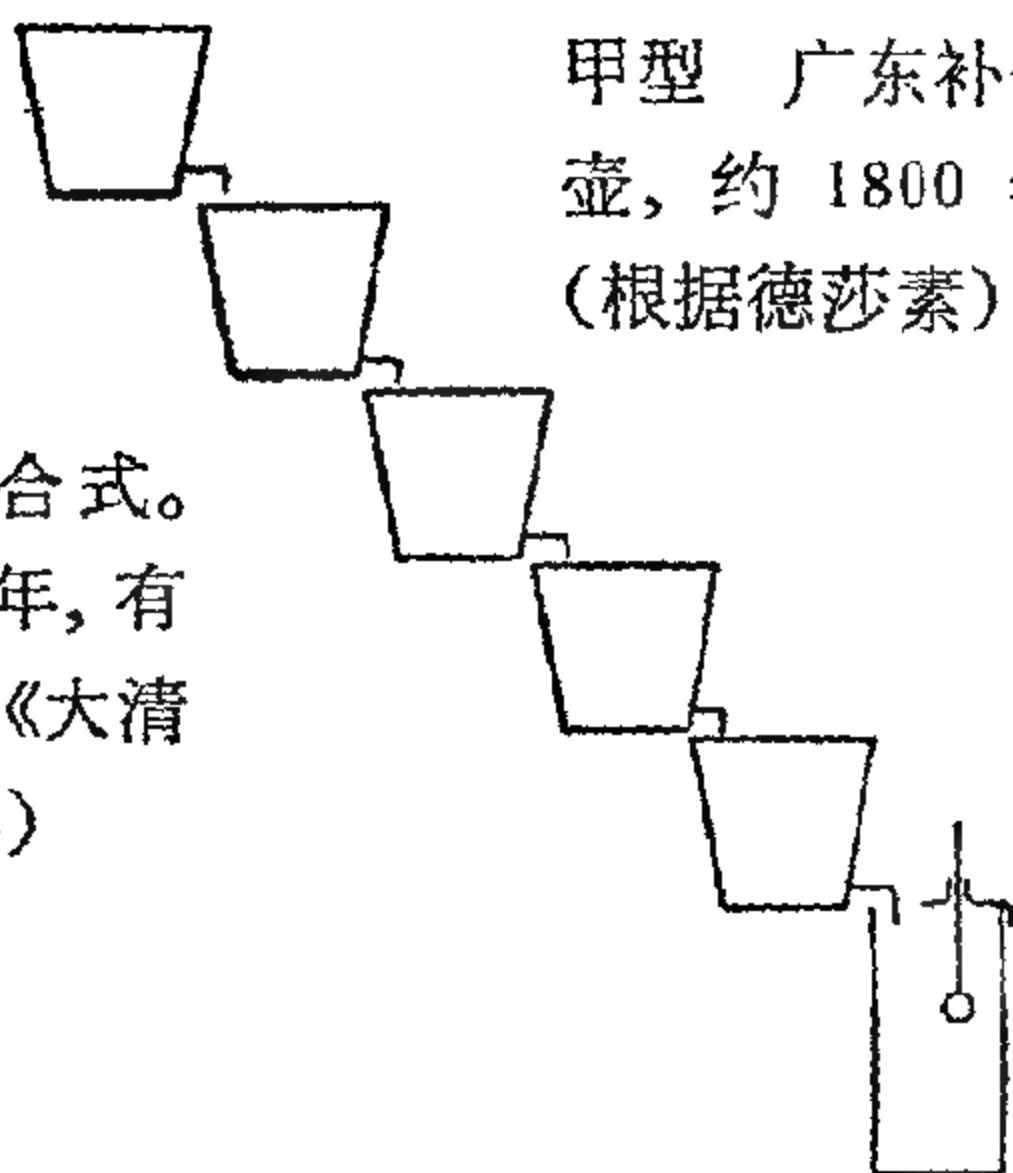 甲型 广东补
壶, 约 1800
(根据德莎素)
合式。
年, 有
《大清
)